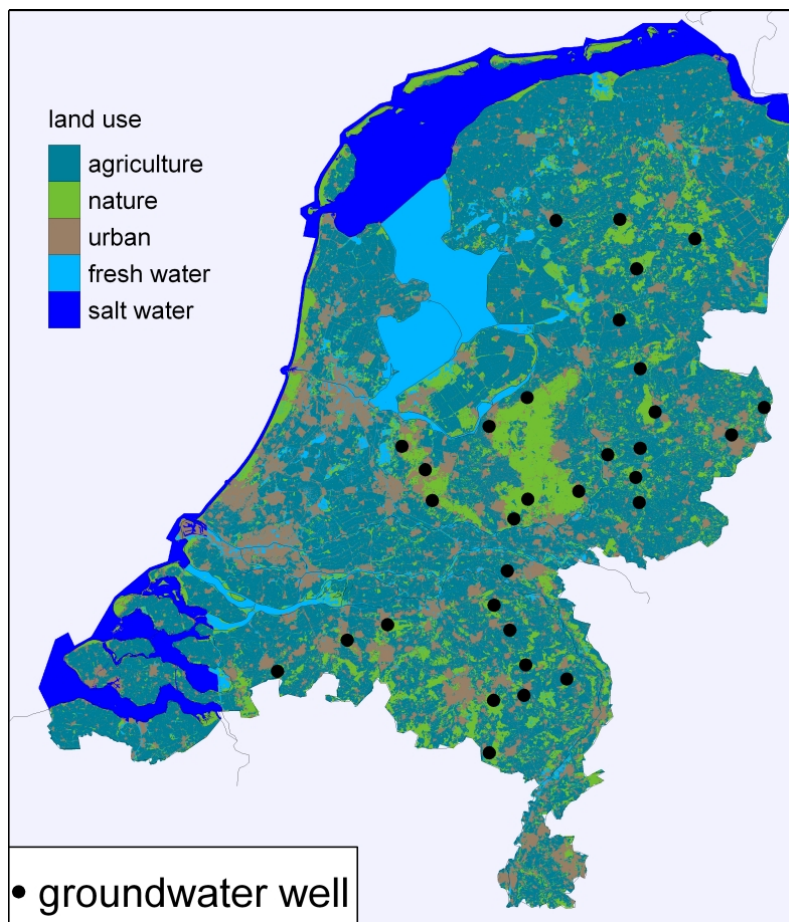 land use
agriculture
nature
urban
fresh water
salt water
groundwater well